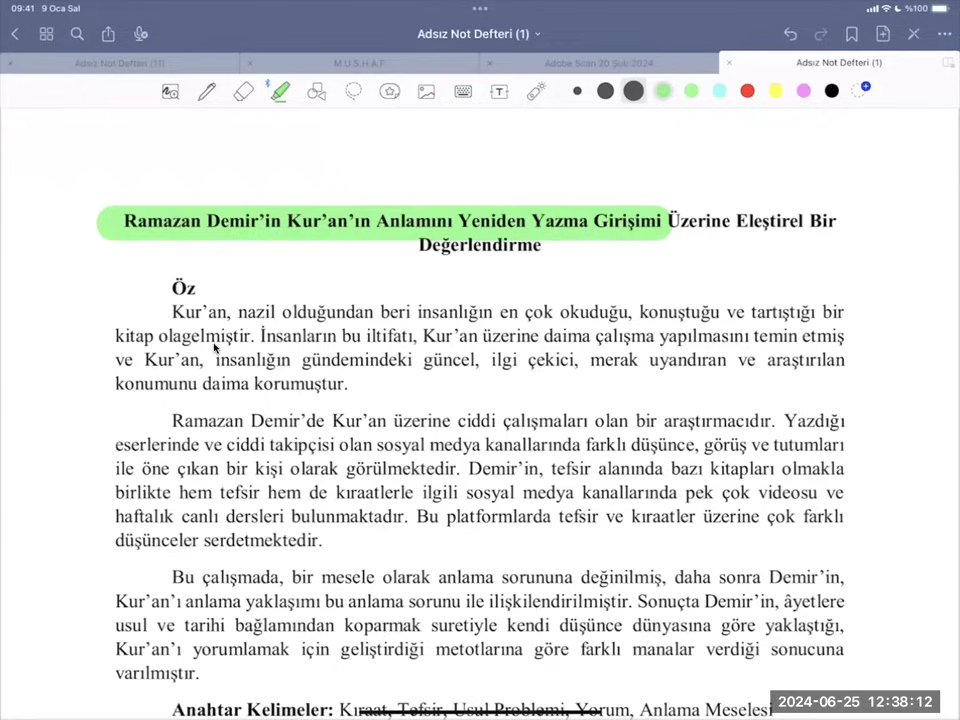 09:41 9 Oca Sal
%100
Adsız Not Defteri (1)
Adsız Not Defteri (11)
M U S H A F
Adobe Scan 20 Şub 2024
Adsız Not Defteri (1)
Ramazan Demir’in Kur’an’ın Anlamını Yeniden Yazma Girişimi Üzerine Eleştirel Bir
Değerlendirme
Öz
Kur’an, nazil olduğundan beri insanlığın en çok okuduğu, konuştuğu ve tartıştığı bir
kitap olagelmiştir. İnsanların bu iltifatı, Kur’an üzerine daima çalışma yapılmasını temin etmiş
ve Kur’an, insanlığın gündemindeki güncel, ilgi çekici, merak uyandıran ve araştırılan
konumunu daima korumuştur.
Ramazan Demir’de Kur’an üzerine ciddi çalışmaları olan bir araştırmacıdır. Yazdığı
eserlerinde ve ciddi takipçisi olan sosyal medya kanallarında farklı düşünce, görüş ve tutumları
ile öne çıkan bir kişi olarak görülmektedir. Demir’in, tefsir alanında bazı kitapları olmakla
birlikte hem tefsir hem de kıraatlerle ilgili sosyal medya kanallarında pek çok videosu ve
haftalık canlı dersleri bulunmaktadır. Bu platformlarda tefsir ve kıraatler üzerine çok farklı
düşünceler serdetmektedir.
Bu çalışmada, bir mesele olarak anlama sorununa değinilmiş, daha sonra Demir’in,
Kur’an’ı anlama yaklaşımı bu anlama sorunu ile ilişkilendirilmiştir. Sonuçta Demir’in, âyetlere
usul ve tarihi bağlamından koparmak suretiyle kendi düşünce dünyasına göre yaklaştığı,
Kur’an’ı yorumlamak için geliştirdiği metotlarına göre farklı manalar verdiği sonucuna
varılmıştır.
Anahtar Kelimeler: Kıraat, Tefsir, Usul Problemi, Yorum, Anlama Meselesi
2024-06-25 12:38:12